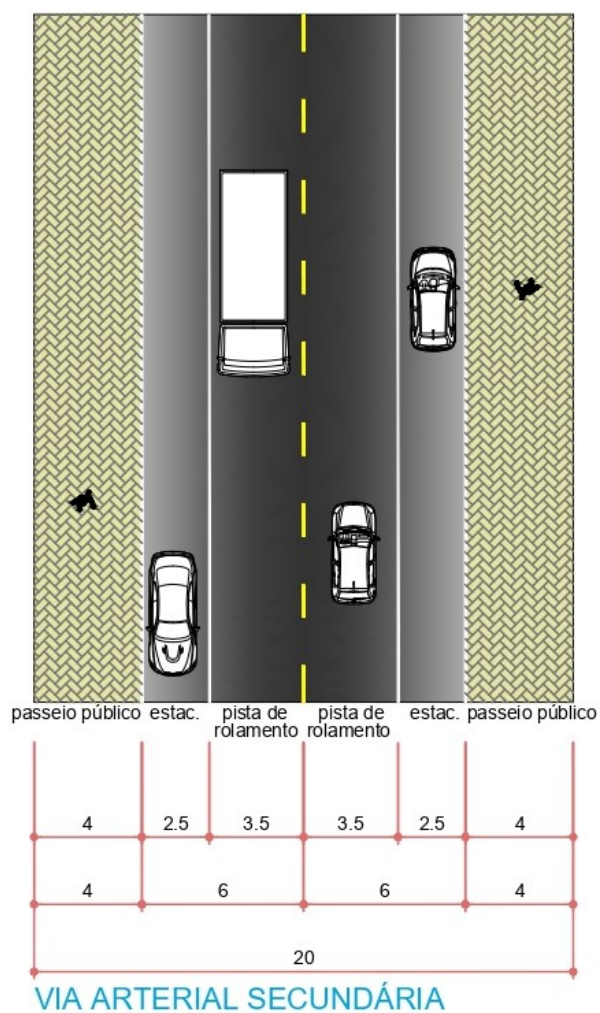 passeio público estac. pista de rolamento pista de rolamento estac. passeio público
4 2.5 3.5 3.5 2.5 4
4 6 6 4
20
VIA ARTERIAL SECUNDÁRIA